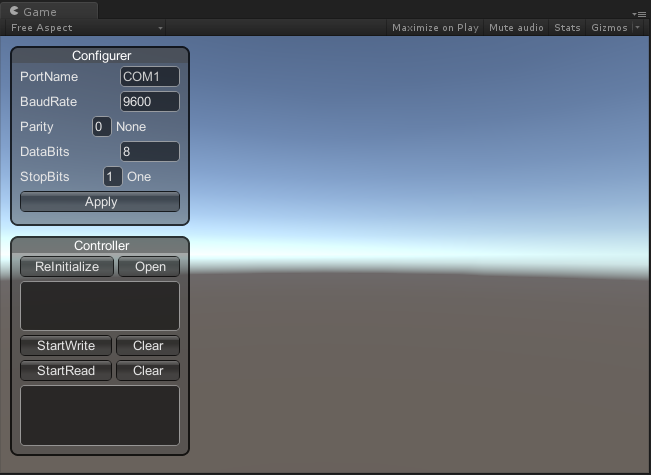 Game
Free Aspect Maximize on Play Mute audio Stats Gizmos
Configurer
PortName COM1
BaudRate 9600
Parity 0 None
DataBits 8
StopBits 1 One
Apply
Controller
ReInitialize Open
StartWrite Clear
StartRead Clear